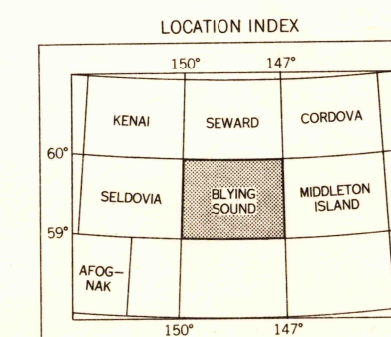 LOCATION INDEX
150° 147°
KENAI SEWARD CORDOVA
60°
SELDOVIA BLYING SOUND MIDDLETON ISLAND
59°
AFOG–
NAK
150° 147°